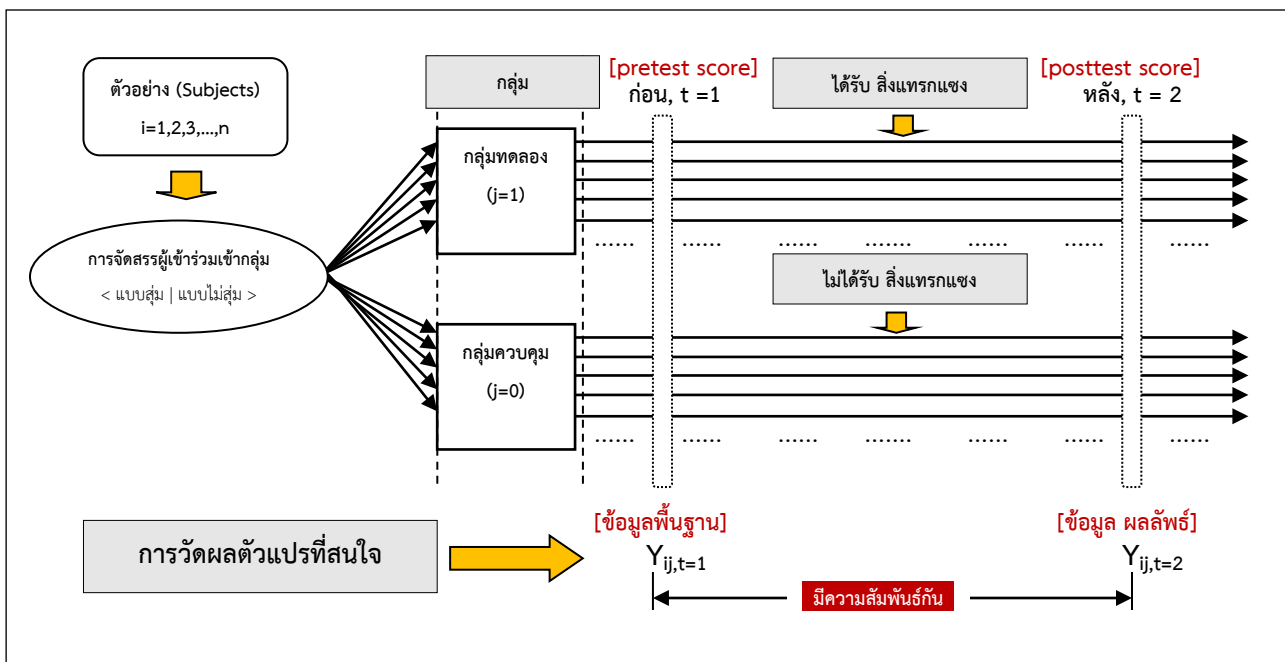 ตัวอย่าง (Subjects)
i=1,2,3,...,n
การจัดสรรผู้เข้าร่วมเข้ากลุ่ม
< แบบสุ่ม | แบบไม่สุ่ม >
กลุ่ม
กลุ่มทดลอง
(j=1)
กลุ่มควบคุม
(j=0)
[pretest score]
ก่อน, t =1
ได้รับ สิ่งแทรกแซง
[posttest score]
หลัง, t = 2
...... ...... ...... ....... ...... ...... ......
ไม่ได้รับ สิ่งแทรกแซง
...... ...... ...... ....... ...... ...... ......
การวัดผลตัวแปรที่สนใจ
[ข้อมูลพื้นฐาน]
Yij,t=1
[ข้อมูล ผลลัพธ์]
Yij,t=2
มีความสัมพันธ์กัน